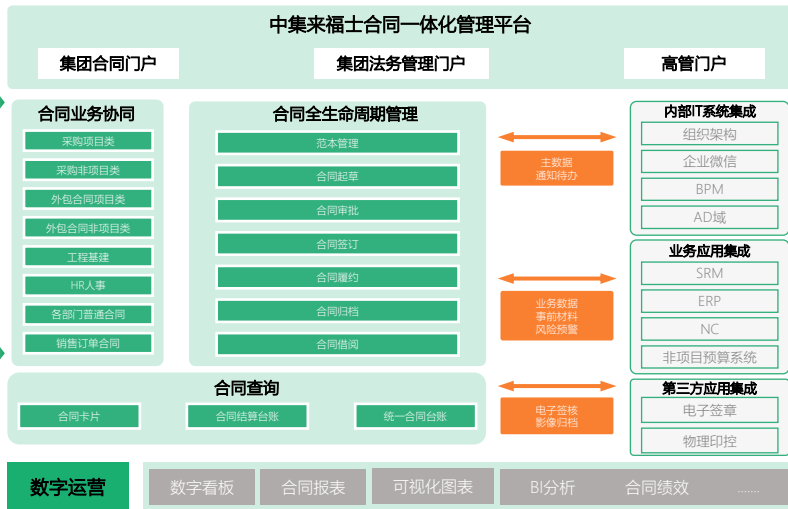 中集来福士合同一体化管理平台
集团合同门户
集团法务管理门户
高管门户
合同业务协同
采购项目类
采购非项目类
外包合同项目类
外包合同非项目类
工程基建
HR人事
各部门普通合同
销售订单合同
合同全生命周期管理
范本管理
合同起草
合同审批
合同签订
合同履约
合同归档
合同借阅
主数据
通知待办
业务数据
事前材料
风险预警
电子签核
影像归档
内部IT系统集成
组织架构
企业微信
BPM
AD域
业务应用集成
SRM
ERP
NC
非项目预算系统
第三方应用集成
电子签章
物理印控
合同查询
合同卡片
合同结算台账
统一合同台账
数字运营
数字看板
合同报表
可视化图表
BI分析
合同绩效
.......